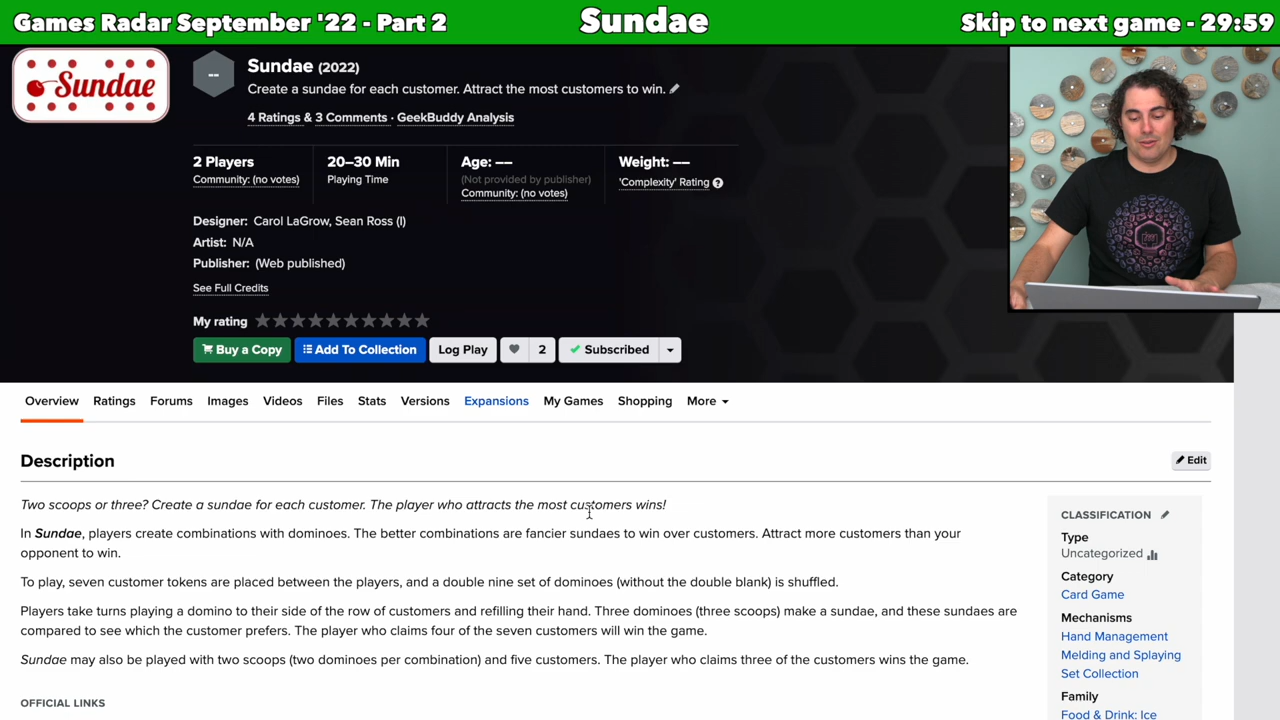 Games Radar September '22 - Part 2
Sundae
Skip to next game - 29:59
Sundae
--
Sundae (2022)
Create a sundae for each customer. Attract the most customers to win.
4 Ratings & 3 Comments · GeekBuddy Analysis
2 Players
Community: (no votes)
20–30 Min
Playing Time
Age: ––
(Not provided by publisher)
Community: (no votes)
Weight: ––
'Complexity' Rating ?
Designer: Carol LaGrow, Sean Ross (I)
Artist: N/A
Publisher: (Web published)
See Full Credits
My rating
Buy a Copy
Add To Collection
Log Play
2
Subscribed
Overview Ratings Forums Images Videos Files Stats Versions Expansions My Games Shopping More
Description
Edit
Two scoops or three? Create a sundae for each customer. The player who attracts the most customers wins!
In Sundae, players create combinations with dominoes. The better combinations are fancier sundaes to win over customers. Attract more customers than your
opponent to win.
To play, seven customer tokens are placed between the players, and a double nine set of dominoes (without the double blank) is shuffled.
Players take turns playing a domino to their side of the row of customers and refilling their hand. Three dominoes (three scoops) make a sundae, and these sundaes are
compared to see which the customer prefers. The player who claims four of the seven customers will win the game.
Sundae may also be played with two scoops (two dominoes per combination) and five customers. The player who claims three of the customers wins the game.
OFFICIAL LINKS
CLASSIFICATION
Type
Uncategorized
Category
Card Game
Mechanisms
Hand Management
Melding and Splaying
Set Collection
Family
Food & Drink: Ice